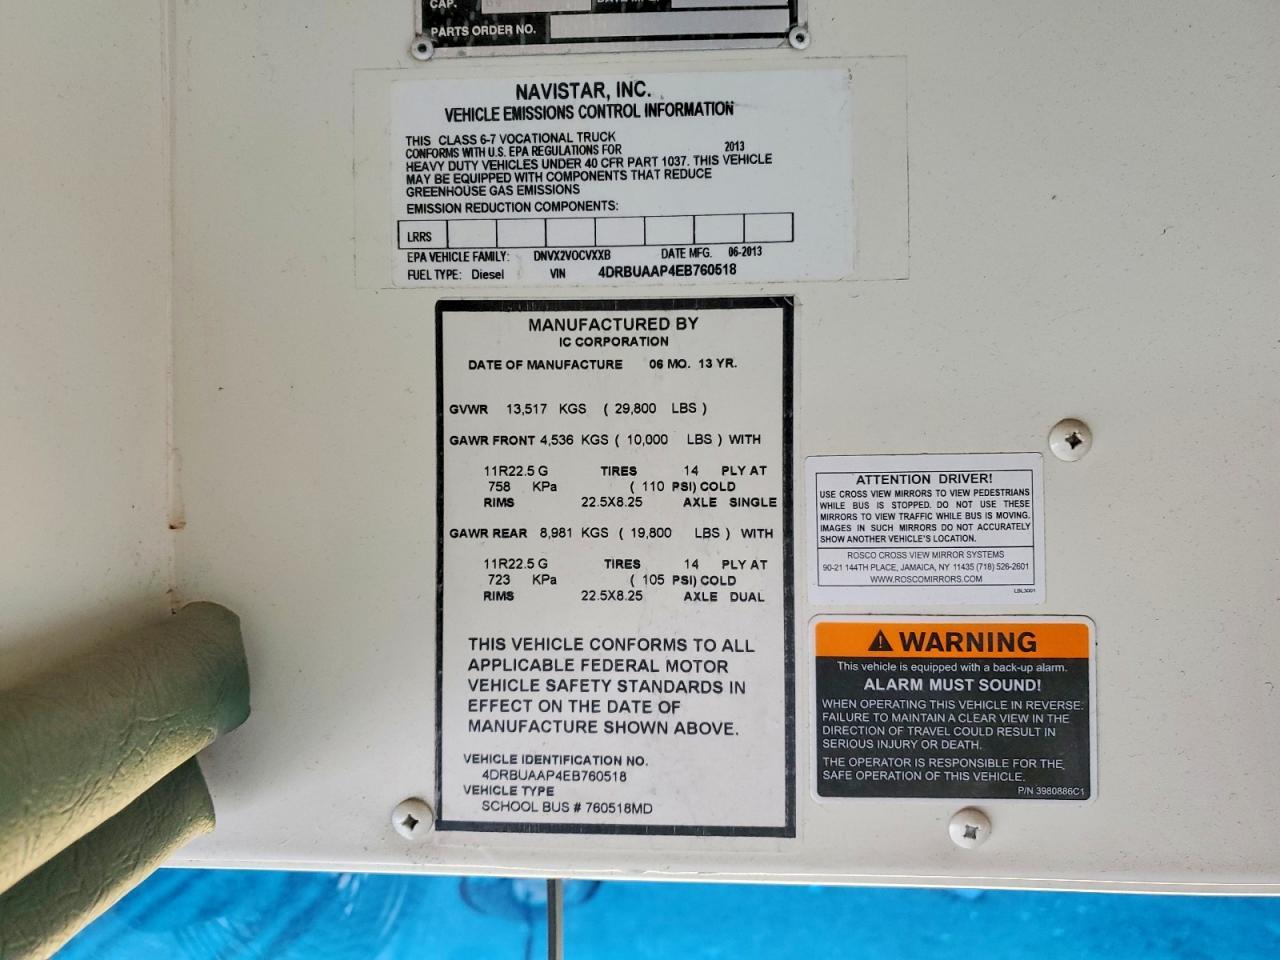 CAP.
PARTS ORDER NO.
NAVISTAR, INC.
VEHICLE EMISSIONS CONTROL INFORMATION
THIS CLASS 6-7 VOCATIONAL TRUCK
CONFORMS WITH U.S. EPA REGULATIONS FOR 2013
HEAVY DUTY VEHICLES UNDER 40 CFR PART 1037. THIS VEHICLE
MAY BE EQUIPPED WITH COMPONENTS THAT REDUCE
GREENHOUSE GAS EMISSIONS
EMISSION REDUCTION COMPONENTS:
LRRS
EPA VEHICLE FAMILY: DNVX2VOCVXXB DATE MFG. 06-2013
FUEL TYPE: Diesel VIN 4DRBUAAP4EB760518
MANUFACTURED BY
IC CORPORATION
DATE OF MANUFACTURE 06 MO. 13 YR.
GVWR 13,517 KGS ( 29,800 LBS )
GAWR FRONT 4,536 KGS ( 10,000 LBS ) WITH
11R22.5 G TIRES 14 PLY AT
758 KPa ( 110 PSI) COLD
RIMS 22.5X8.25 AXLE SINGLE
GAWR REAR 8,981 KGS ( 19,800 LBS ) WITH
11R22.5 G TIRES 14 PLY AT
723 KPa ( 105 PSI) COLD
RIMS 22.5X8.25 AXLE DUAL
THIS VEHICLE CONFORMS TO ALL
APPLICABLE FEDERAL MOTOR
VEHICLE SAFETY STANDARDS IN
EFFECT ON THE DATE OF
MANUFACTURE SHOWN ABOVE.
VEHICLE IDENTIFICATION NO.
4DRBUAAP4EB760518
VEHICLE TYPE
SCHOOL BUS # 760518MD
ATTENTION DRIVER!
USE CROSS VIEW MIRRORS TO VIEW PEDESTRIANS
WHILE BUS IS STOPPED. DO NOT USE THESE
MIRRORS TO VIEW TRAFFIC WHILE BUS IS MOVING.
IMAGES IN SUCH MIRRORS DO NOT ACCURATELY
SHOW ANOTHER VEHICLE'S LOCATION.
ROSCO CROSS VIEW MIRROR SYSTEMS
90-21 144TH PLACE, JAMAICA, NY 11435 (718) 526-2601
WWW.ROSCOMIRRORS.COM
LBL3001
WARNING
This vehicle is equipped with a back-up alarm.
ALARM MUST SOUND!
WHEN OPERATING THIS VEHICLE IN REVERSE.
FAILURE TO MAINTAIN A CLEAR VIEW IN THE
DIRECTION OF TRAVEL COULD RESULT IN
SERIOUS INJURY OR DEATH.
THE OPERATOR IS RESPONSIBLE FOR THE
SAFE OPERATION OF THIS VEHICLE.
P/N 3980886C1